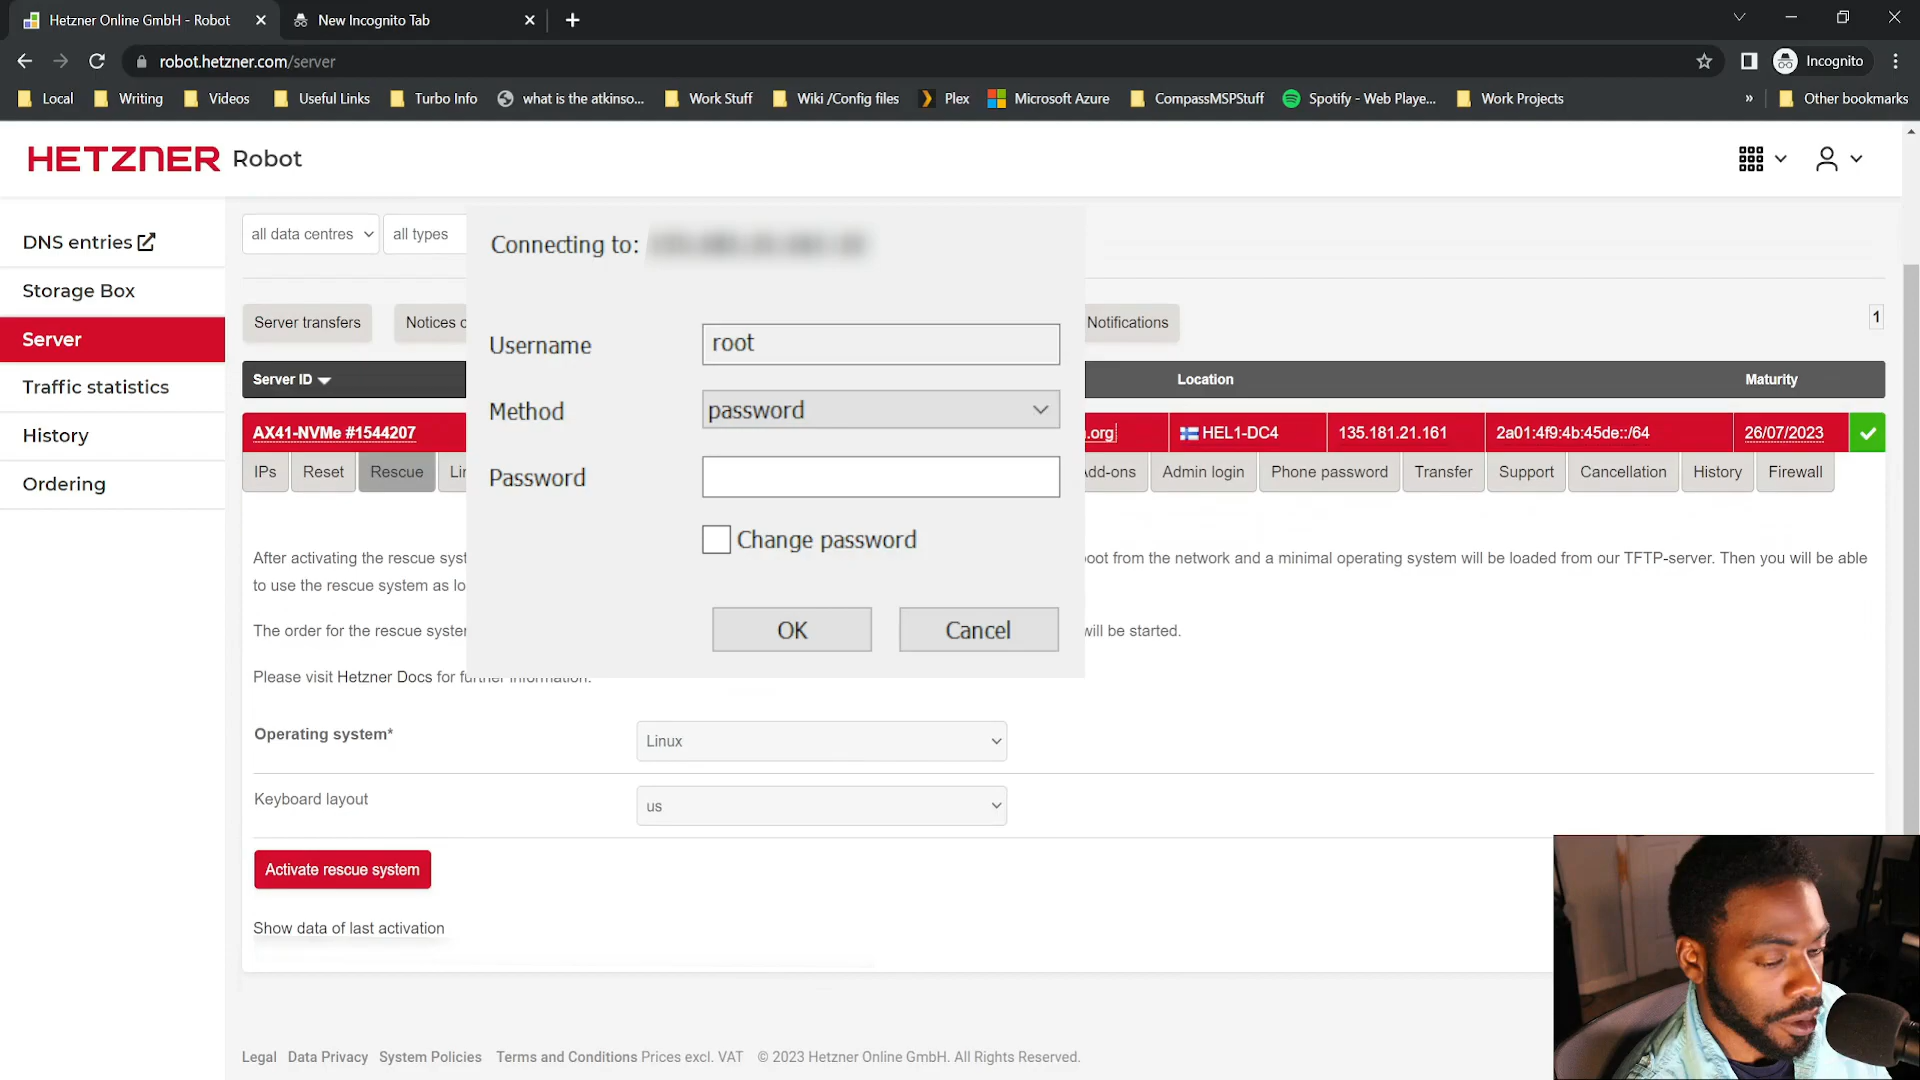 Hetzner Online GmbH - Robot
New Incognito Tab
robot.hetzner.com/server
Incognito
Local
Writing
Videos
Useful Links
Turbo Info
what is the atkinso...
Work Stuff
Wiki /Config files
Plex
Microsoft Azure
CompassMSPStuff
Spotify - Web Playe...
Work Projects
»
Other bookmarks
HETZNER Robot
DNS entries
Storage Box
Server
Traffic statistics
History
Ordering
all data centres
all types
Connecting to:
Server transfers
Notices
Notifications
1
Username
root
Server ID
Location
Maturity
Method
password
AX41-NVMe #1544207
.org
HEL1-DC4
135.181.21.161
2a01:4f9:4b:45de::/64
26/07/2023
IPs
Reset
Rescue
Password
Add-ons
Admin login
Phone password
Transfer
Support
Cancellation
History
Firewall
Change password
After activating the rescue syst
oot from the network and a minimal operating system will be loaded from our TFTP-server. Then you will be able
to use the rescue system as lo
The order for the rescue syster
will be started.
OK
Cancel
Please visit Hetzner Docs for further information.
Operating system*
Linux
Keyboard layout
us
Activate rescue system
Show data of last activation
Legal Data Privacy System Policies Terms and Conditions Prices excl. VAT © 2023 Hetzner Online GmbH. All Rights Reserved.